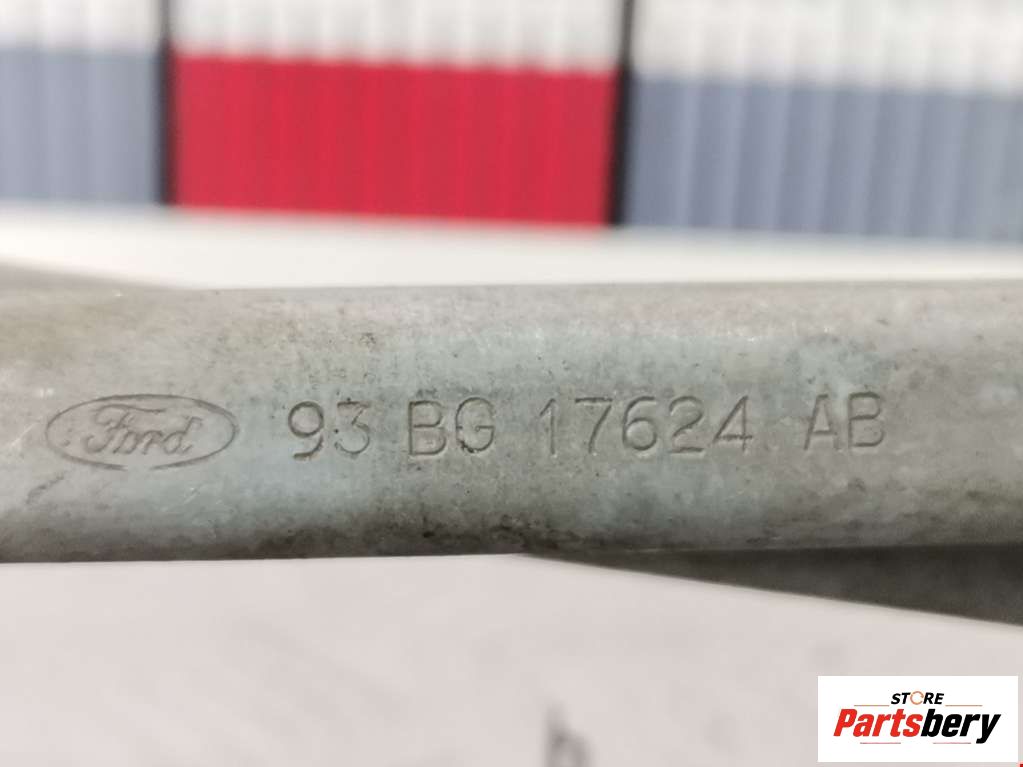 Ford 93 BG 17624 AB
STORE
Partsbery